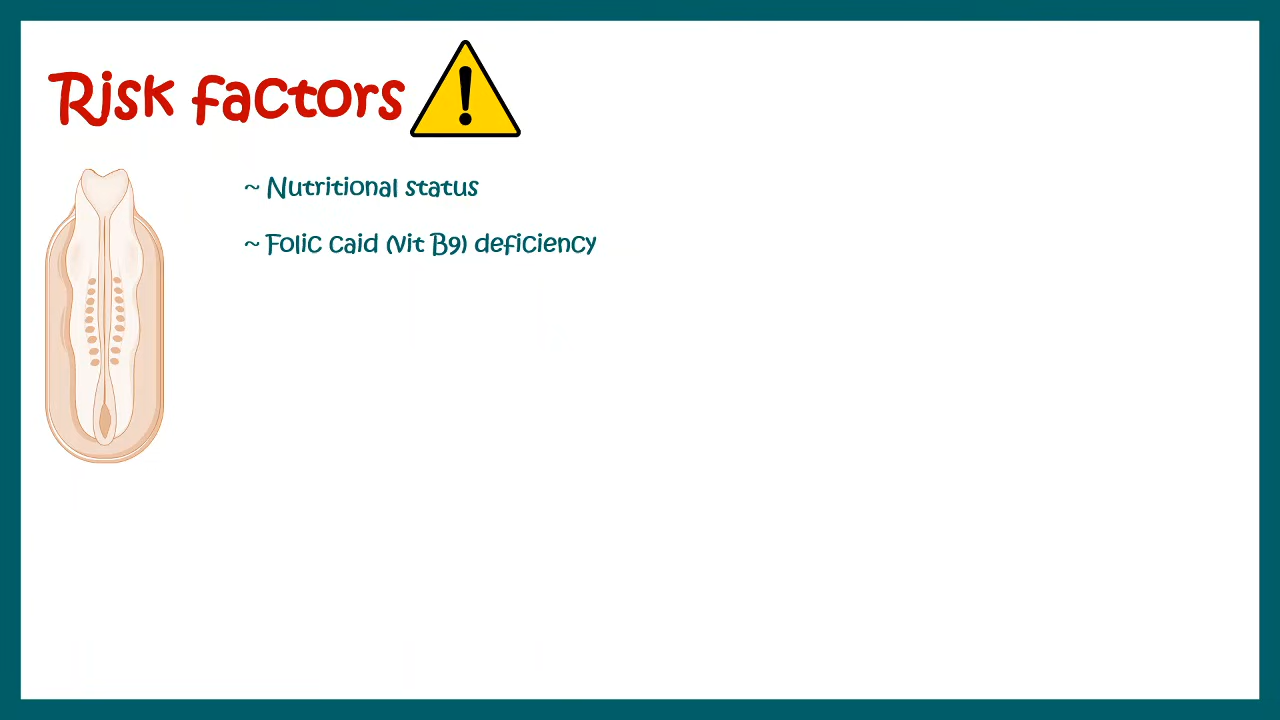 Risk factors
~ Nutritional status
~ Folic caid (vit B9) deficiency